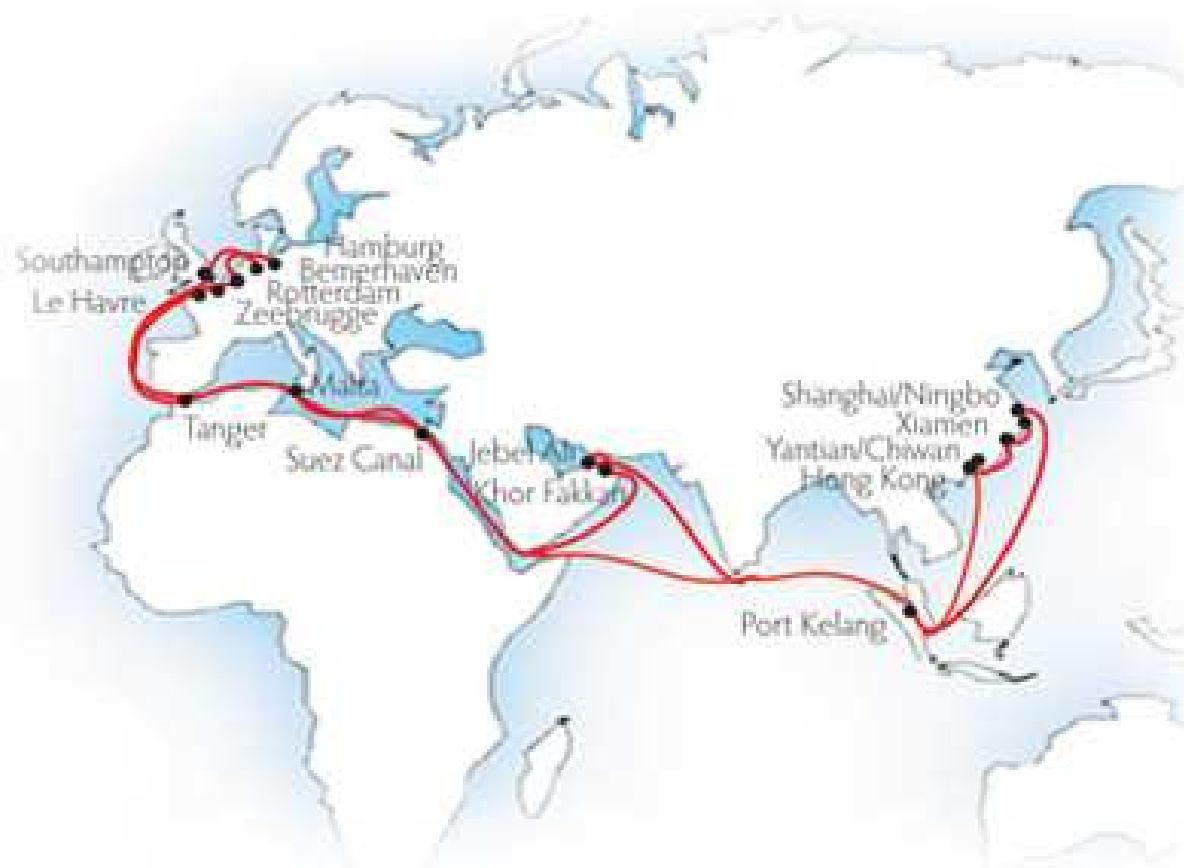 Hamburg
Southampton
Bemerhaven
Le Havre
Rotterdam
Zeebrugge
Malta
Tanger
Suez Canal
Jebel Ali
Khor Fakkan
Shanghai/Ningbo
Xiamen
Yantian/Chiwan
Hong Kong
Port Kelang